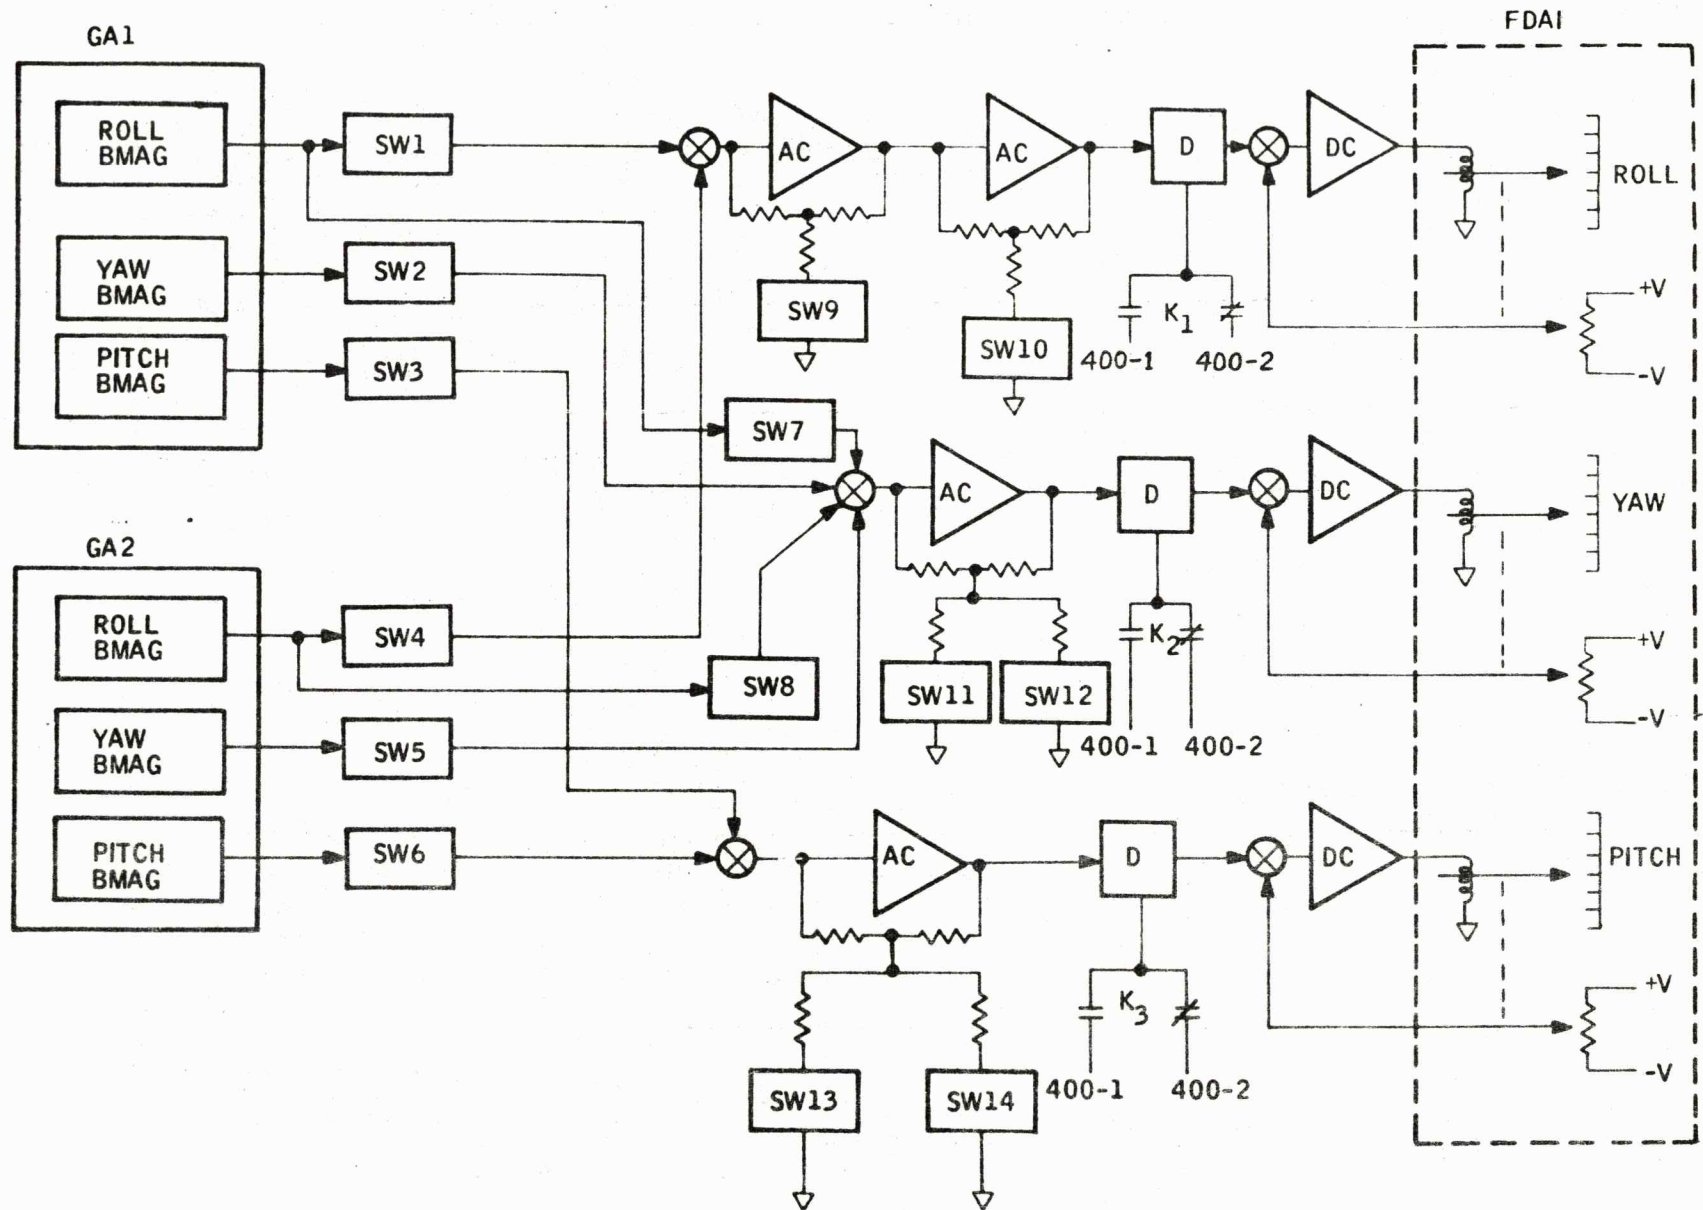 FDAI
GA1
ROLL
BMAG
SW1
AC
AC
D
DC
ROLL
YAW
BMAG
SW2
SW9
K1
+V
PITCH
BMAG
SW3
SW10
400-1
400-2
-V
SW7
AC
D
DC
YAW
GA2
ROLL
BMAG
SW4
K2
+V
SW8
SW11
SW12
-V
YAW
BMAG
SW5
400-1
400-2
PITCH
BMAG
SW6
AC
D
DC
PITCH
K3
+V
SW13
SW14
400-1
400-2
-V